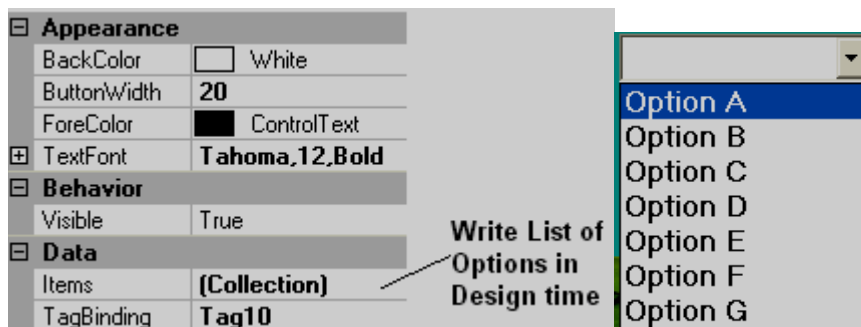 Appearance
BackColor White
ButtonWidth 20
ForeColor ControlText
TextFont Tahoma,12,Bold
Behavior
Visible True
Data
Items (Collection)
TagBinding Tag10
Write List of
Options in
Design time
Option A
Option B
Option C
Option D
Option E
Option F
Option G